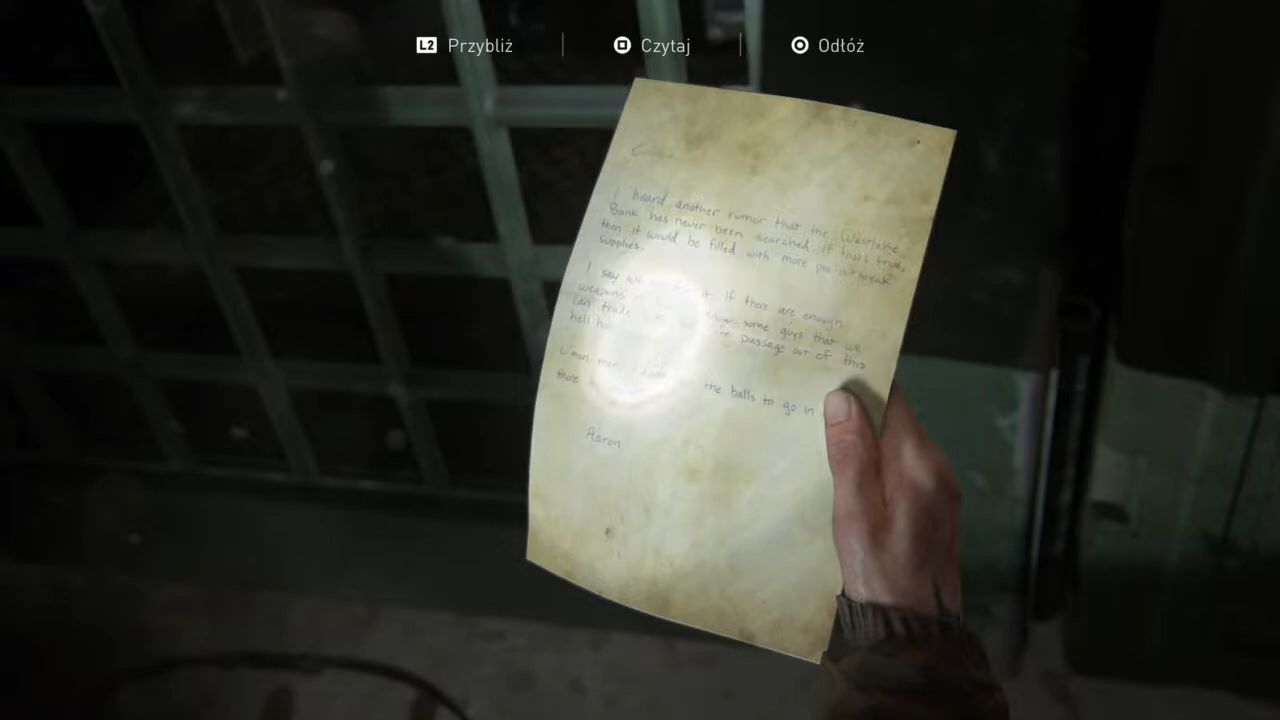 L2 Przybliż
Czytaj
Odłóż
I heard another rumor that the Westlake
Bank has never been searched. If that's true,
then it would be filled with more pre-outbreak
supplies.
I say we it. If there are enough
weapons some guys that we
can trade passage out of this
hell
C'mon man. I the balls to go in
there
Aaron